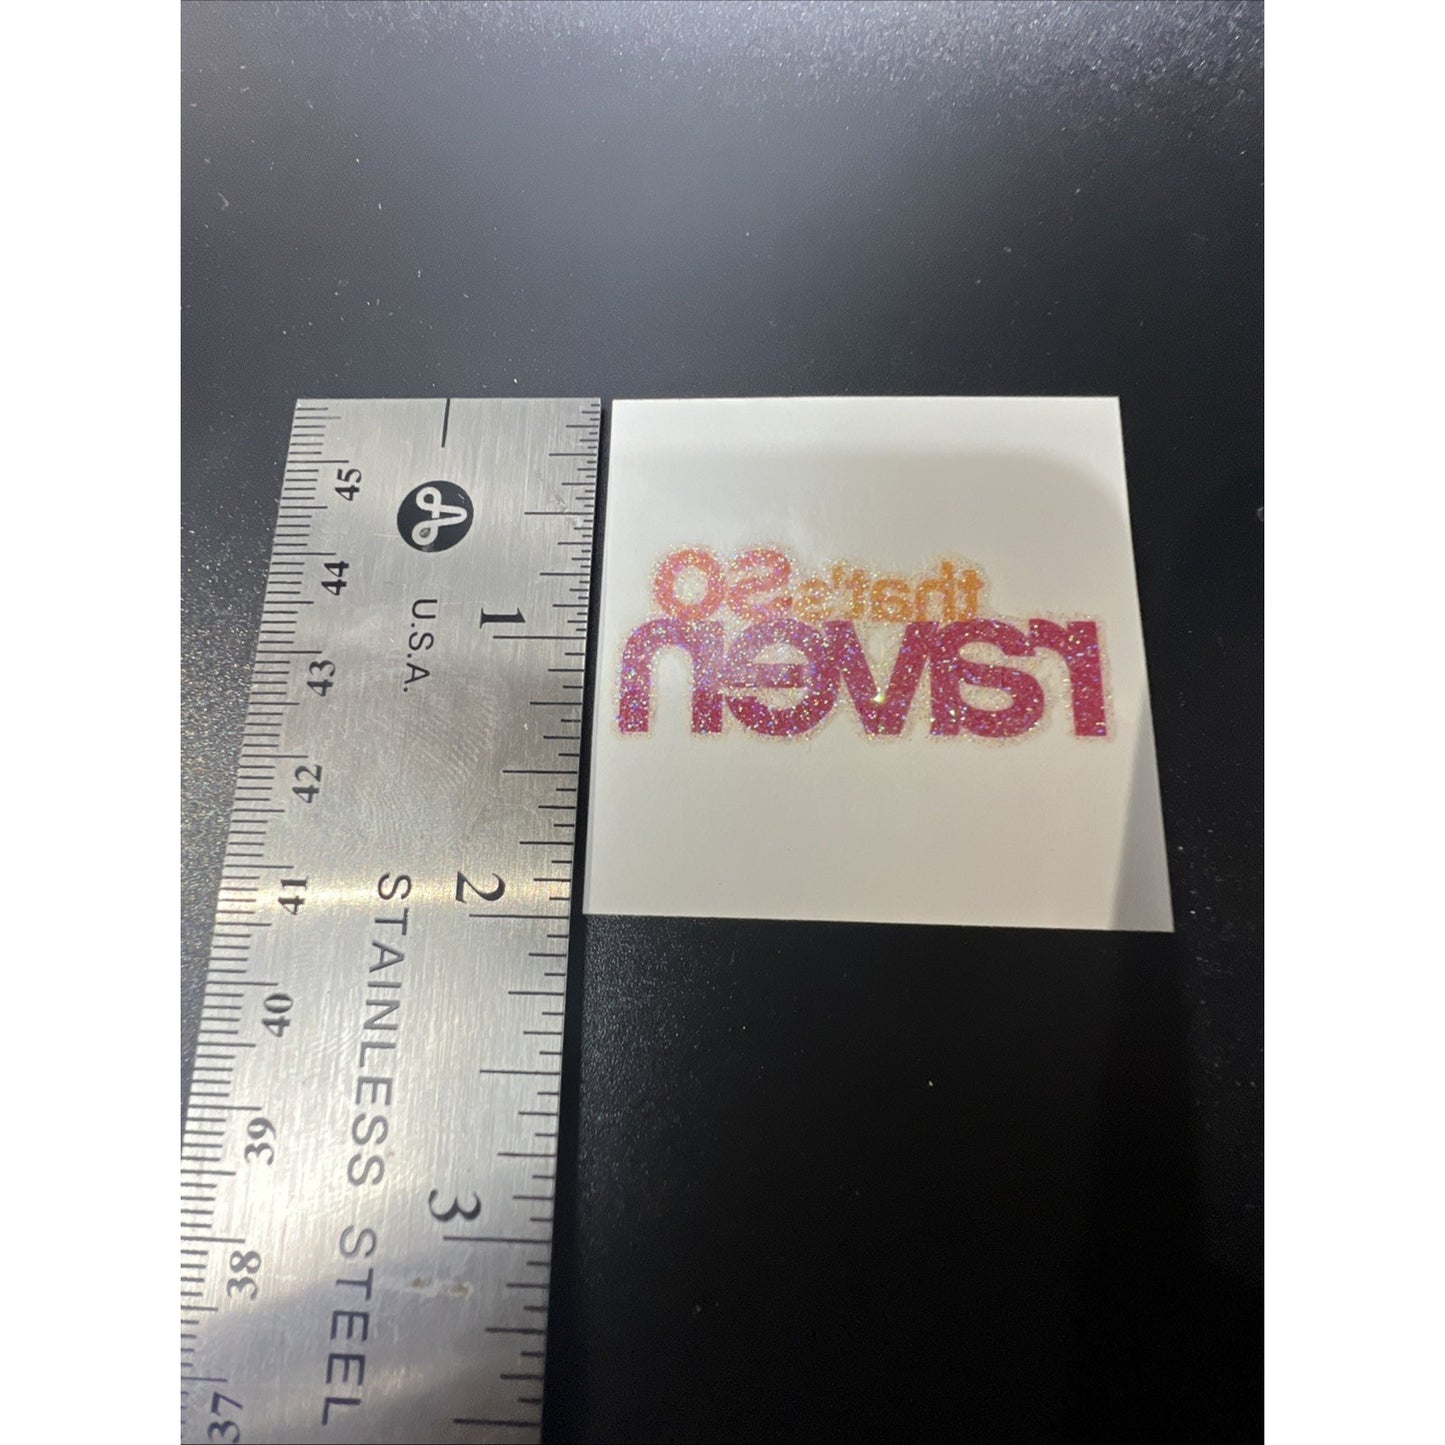 45 44 43 42 41 40 39 38 37
U.S.A.
STAINLESS STEEL
1 2 3
that's so
raven